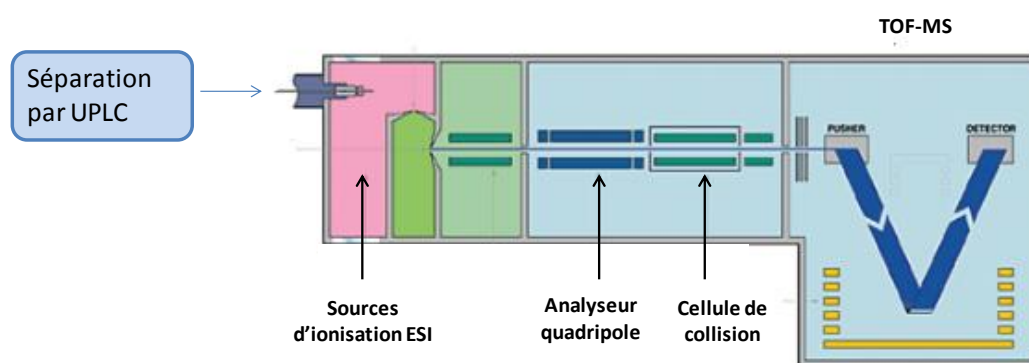 TOF-MS
Séparation
par UPLC
PUSHER
DETECTOR
Sources
d'ionisation ESI
Analyseur
quadripole
Cellule de
collision